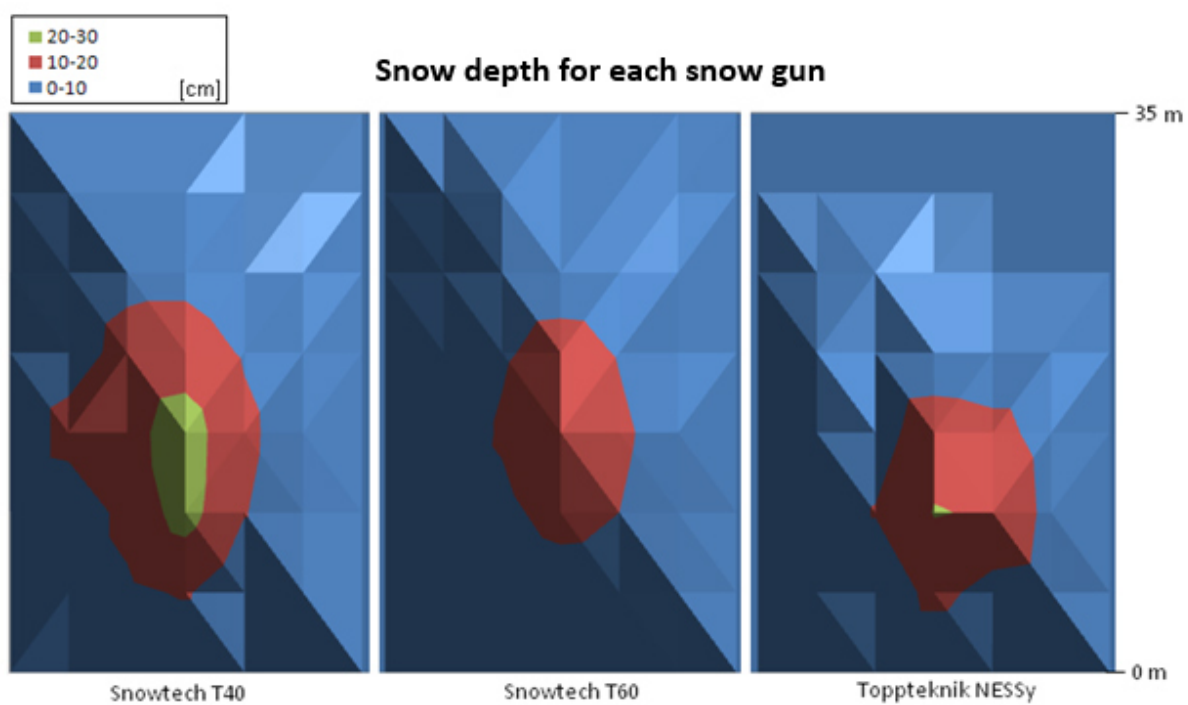 20-30
10-20
0-10 [cm]
Snow depth for each snow gun
35 m
0 m
Snowtech T40
Snowtech T60
Toppteknik NESSy